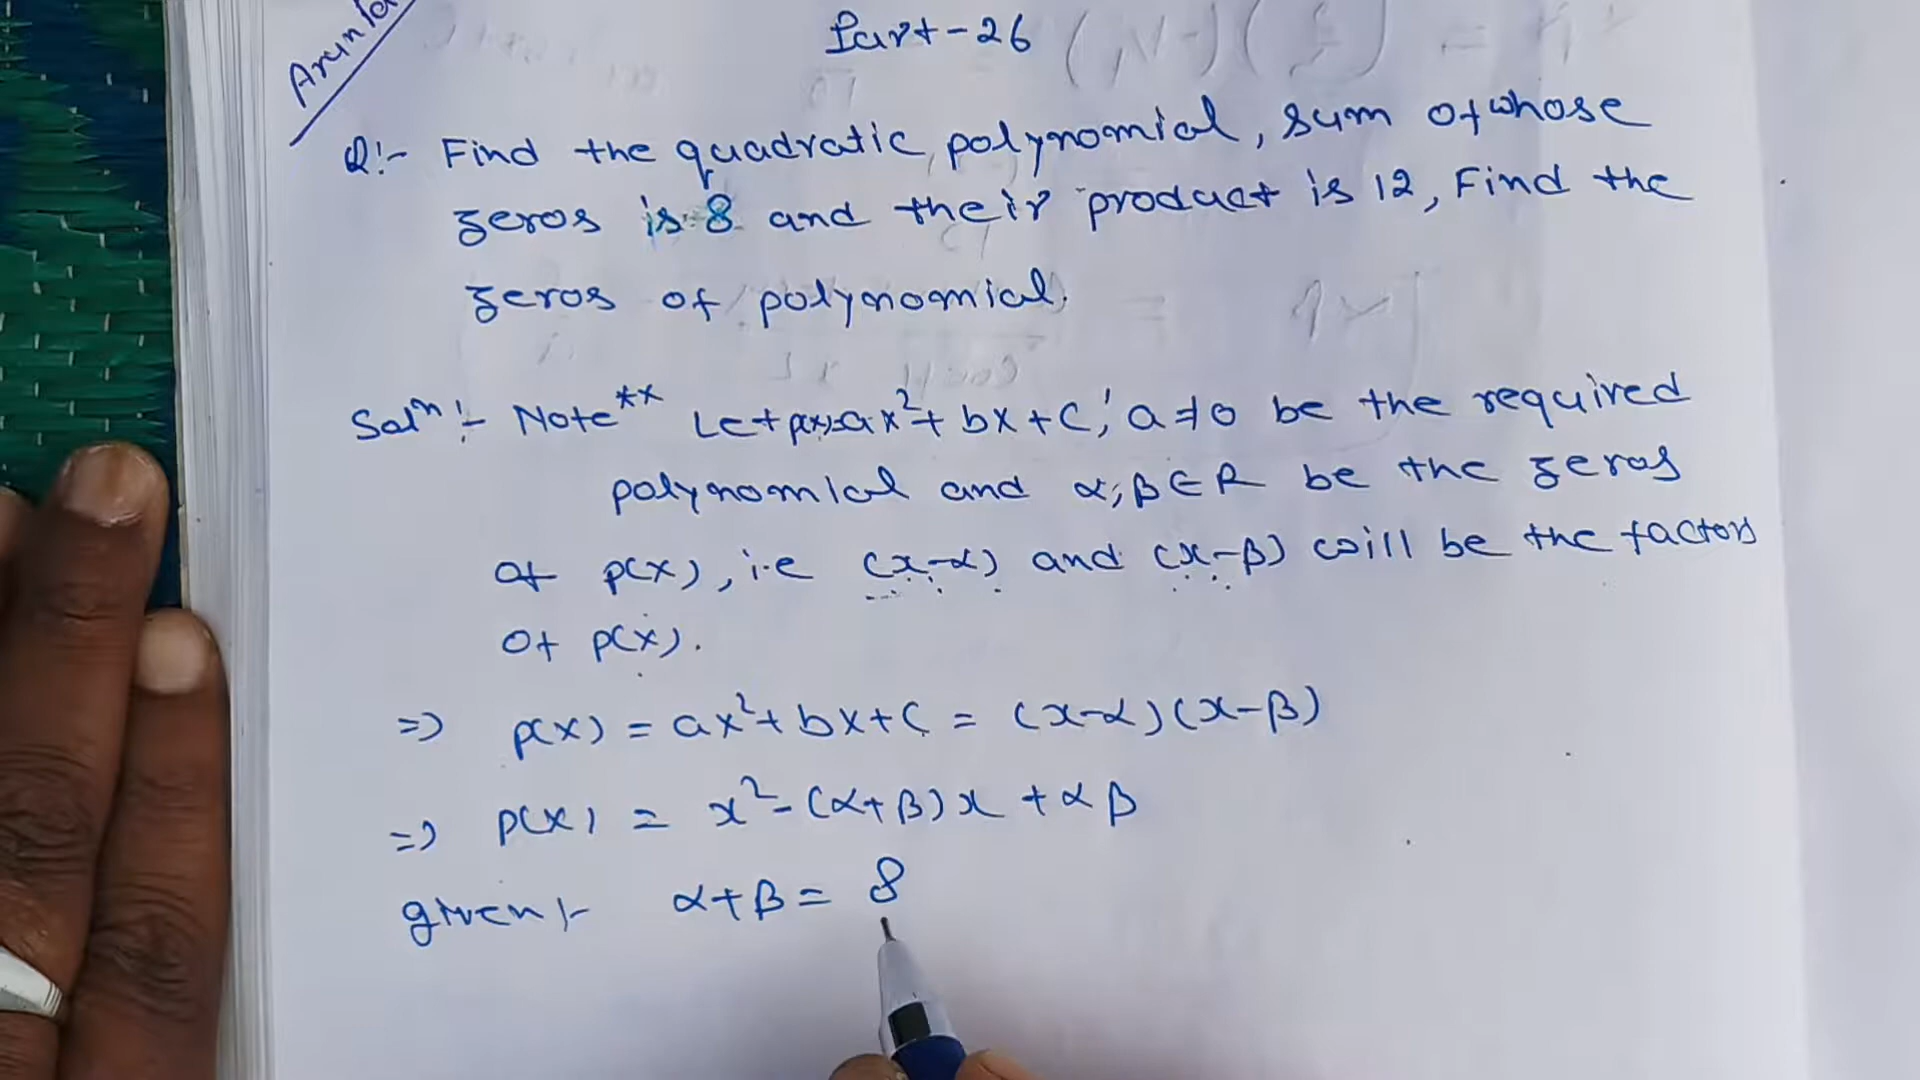 Part-26
Q:- Find the quadratic polynomial, sum of whose
zeros is 8 and their product is 12, Find the
zeros of polynomial.
Solⁿ:- Note** Let p(x)=ax²+bx+c; a≠0 be the required
polynomial and α,β∈R be the zeros
of p(x), i.e (x-α) and (x-β) will be the factors
of p(x).
=> p(x) = ax²+bx+c = (x-α)(x-β)
=> p(x) = x²-(α+β)x+αβ
given:- α+β= 8